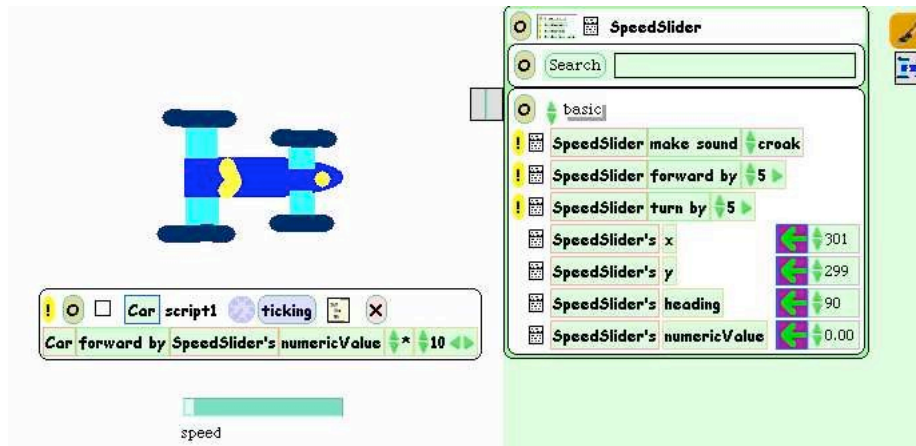 SpeedSlider
Search
basic
! SpeedSlider make sound croak
! SpeedSlider forward by 5
! SpeedSlider turn by 5
SpeedSlider's x 301
SpeedSlider's y 299
SpeedSlider's heading 90
SpeedSlider's numericValue 0.00
! O Car script1 ticking X
Car forward by SpeedSlider's numericValue * 10
speed